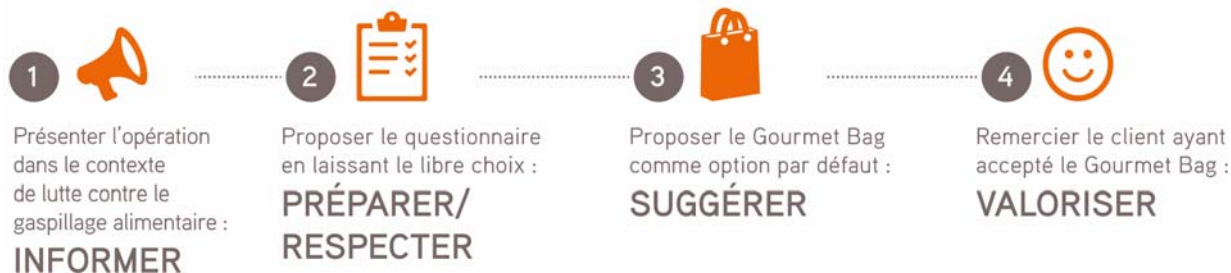 1
Présenter l'opération
dans le contexte
de lutte contre le
gaspillage alimentaire :
INFORMER
2
Proposer le questionnaire
en laissant le libre choix :
PRÉPARER/
RESPECTER
3
Proposer le Gourmet Bag
comme option par défaut :
SUGGÉRER
4
Remercier le client ayant
accepté le Gourmet Bag :
VALORISER